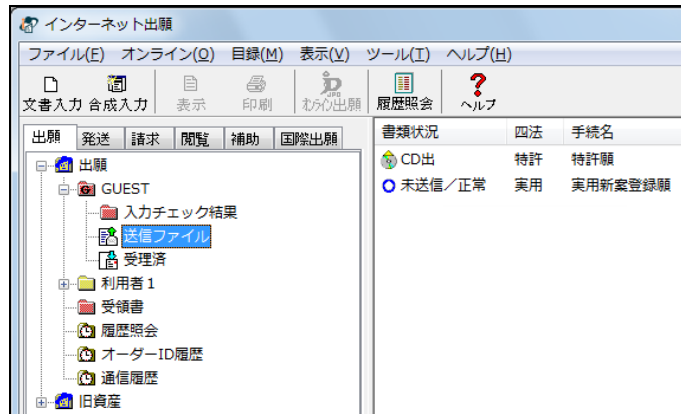 インターネット出願
ファイル(F) オンライン(O) 目録(M) 表示(V) ツール(T) ヘルプ(H)
文書入力 合成入力 表示 印刷 オンライン出願 履歴照会 ヘルプ
出願 発送 請求 閲覧 補助 国際出願
書類状況 四法 手続名
出願
GUEST
入力チェック結果
送信ファイル
受理済
利用者1
受領書
履歴照会
オーダーID履歴
通信履歴
旧資産
CD出 特許 特許願
未送信/正常 実用 実用新案登録願